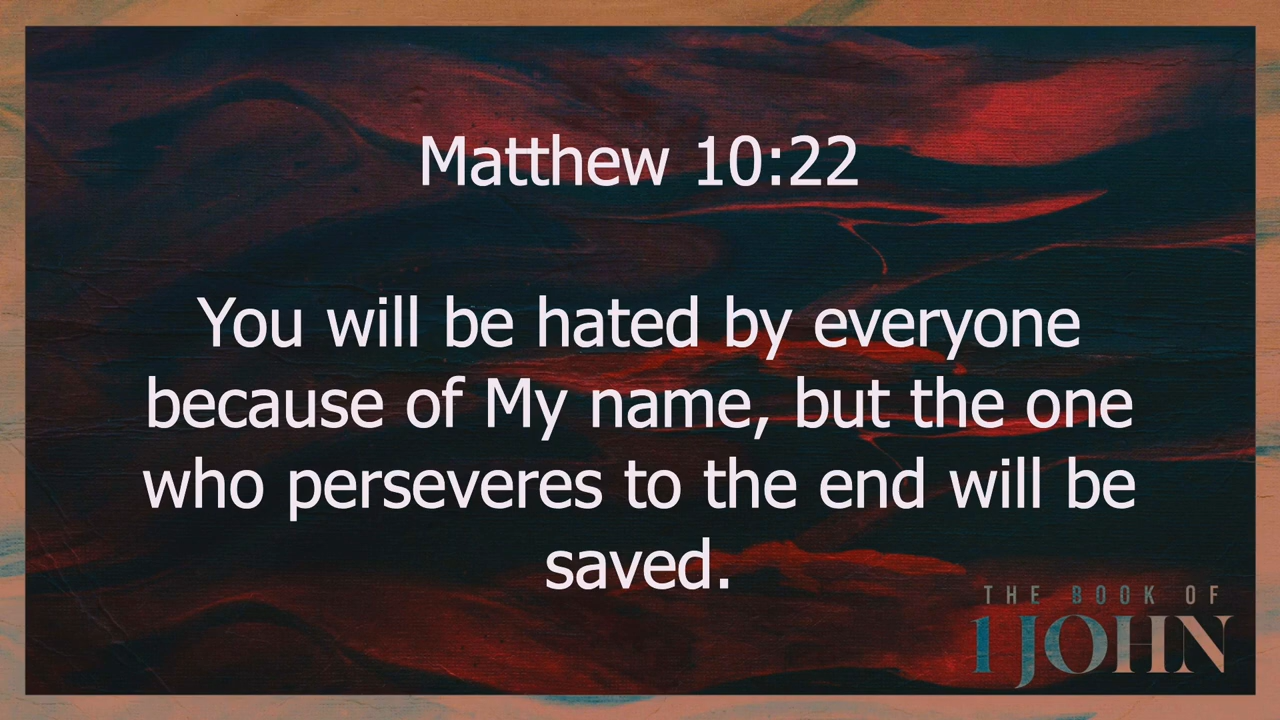 Matthew 10:22
You will be hated by everyone
because of My name, but the one
who perseveres to the end will be
saved.
THE BOOK OF
1 JOHN